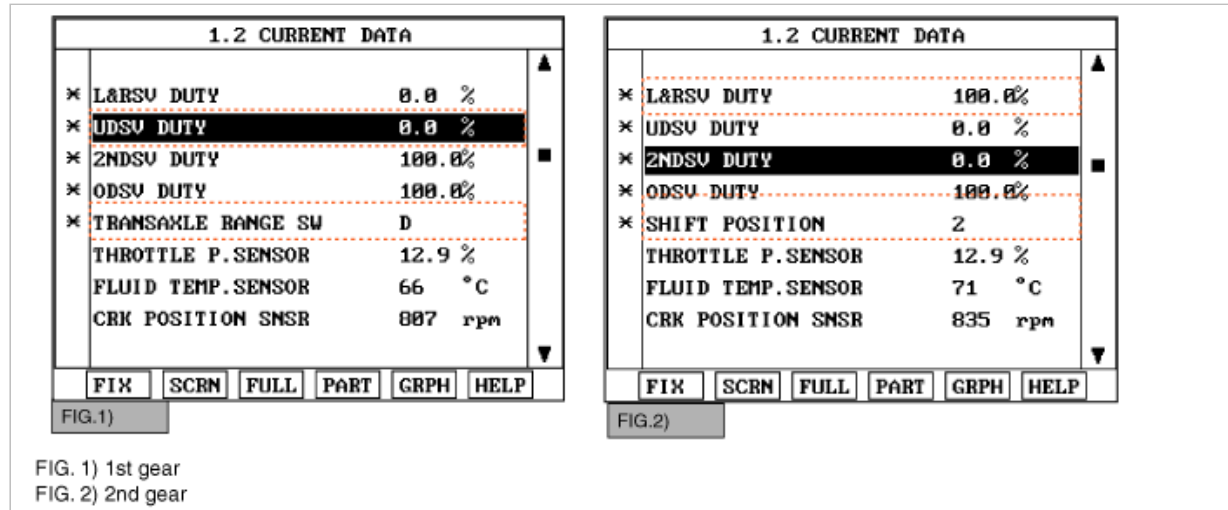 1.2 CURRENT DATA
* L&RSV DUTY 0.0 %
* UDSV DUTY 0.0 %
* 2NDSV DUTY 100.0%
* ODSV DUTY 100.0%
* TRANSAXLE RANGE SW D
THROTTLE P.SENSOR 12.9 %
FLUID TEMP.SENSOR 66 °C
CRK POSITION SNSR 807 rpm
FIX SCRN FULL PART GRPH HELP
FIG.1)
1.2 CURRENT DATA
* L&RSV DUTY 100.0%
* UDSV DUTY 0.0 %
* 2NDSV DUTY 0.0 %
* ODSV DUTY 100.0%
* SHIFT POSITION 2
THROTTLE P.SENSOR 12.9 %
FLUID TEMP.SENSOR 71 °C
CRK POSITION SNSR 835 rpm
FIX SCRN FULL PART GRPH HELP
FIG.2)
FIG. 1) 1st gear
FIG. 2) 2nd gear